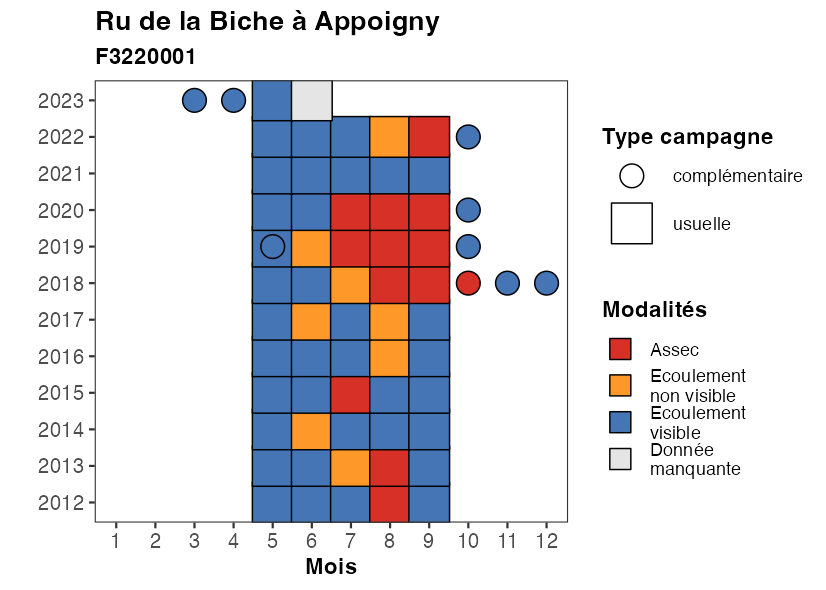 Ru de la Biche à Appoigny
F3220001
2023
2022
2021
2020
2019
2018
2017
2016
2015
2014
2013
2012
1 2 3 4 5 6 7 8 9 10 11 12
Mois
Type campagne
complémentaire
usuelle
Modalités
Assec
Ecoulement
non visible
Ecoulement
visible
Donnée
manquante